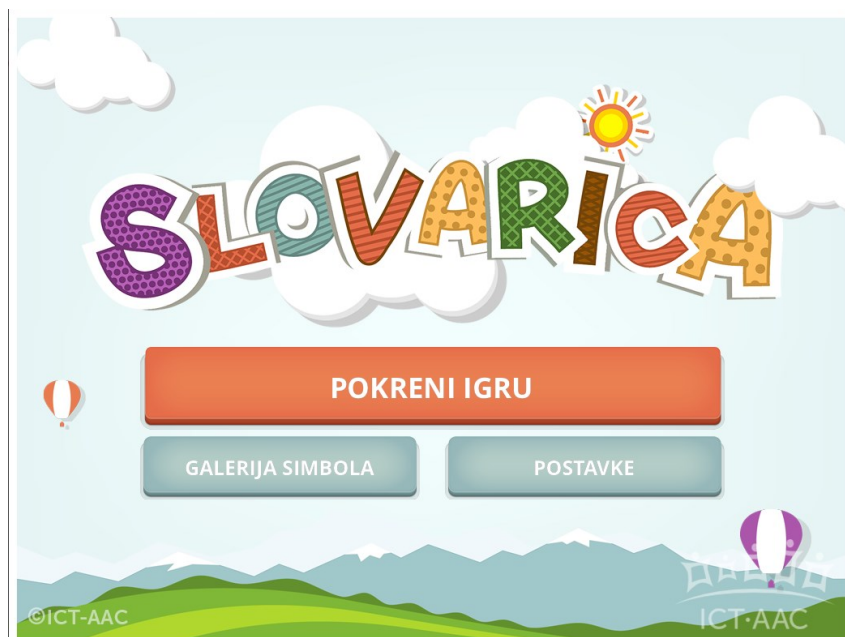 SLOVARICA
POKRENI IGRU
GALERIJA SIMBOLA
POSTAVKE
©ICT-AAC
ICT·AAC